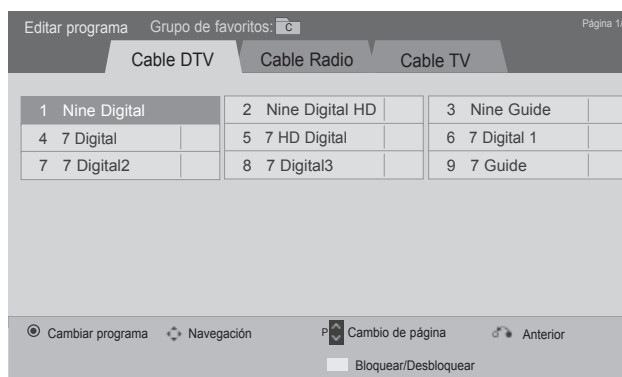 Editar programa Grupo de favoritos: C Página 1/
Cable DTV Cable Radio Cable TV
1 Nine Digital 2 Nine Digital HD 3 Nine Guide
4 7 Digital 5 7 HD Digital 6 7 Digital 1
7 7 Digital2 8 7 Digital3 9 7 Guide
Cambiar programa Navegación P Cambio de página Anterior
Bloquear/Desbloquear